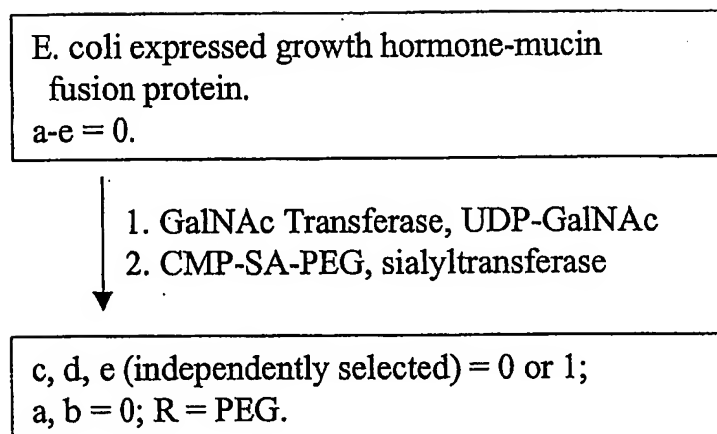 E. coli expressed growth hormone-mucin
fusion protein.
a-e = 0.
1. GalNAc Transferase, UDP-GalNAc
2. CMP-SA-PEG, sialyltransferase
c, d, e (independently selected) = 0 or 1;
a, b = 0; R = PEG.